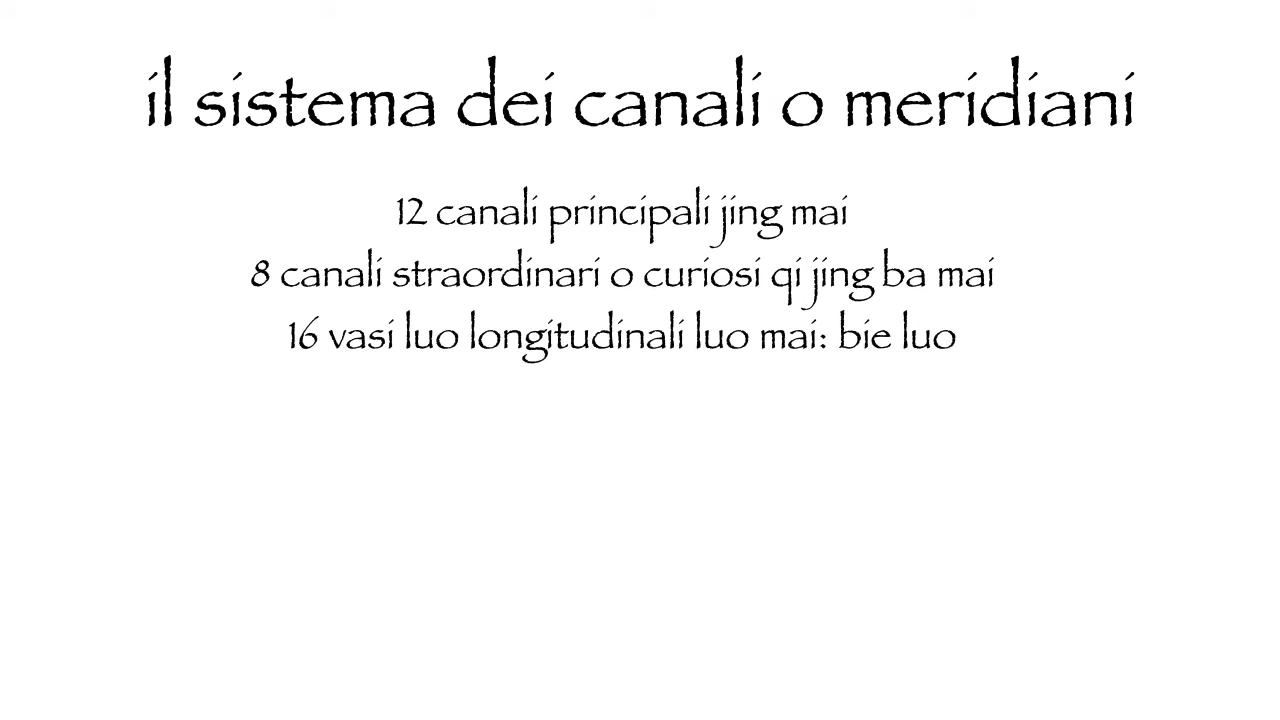 il sistema dei canali o meridiani
12 canali principali jing mai
8 canali straordinari o curiosi qi jing ba mai
16 vasi luo longitudinali luo mai: bie luo